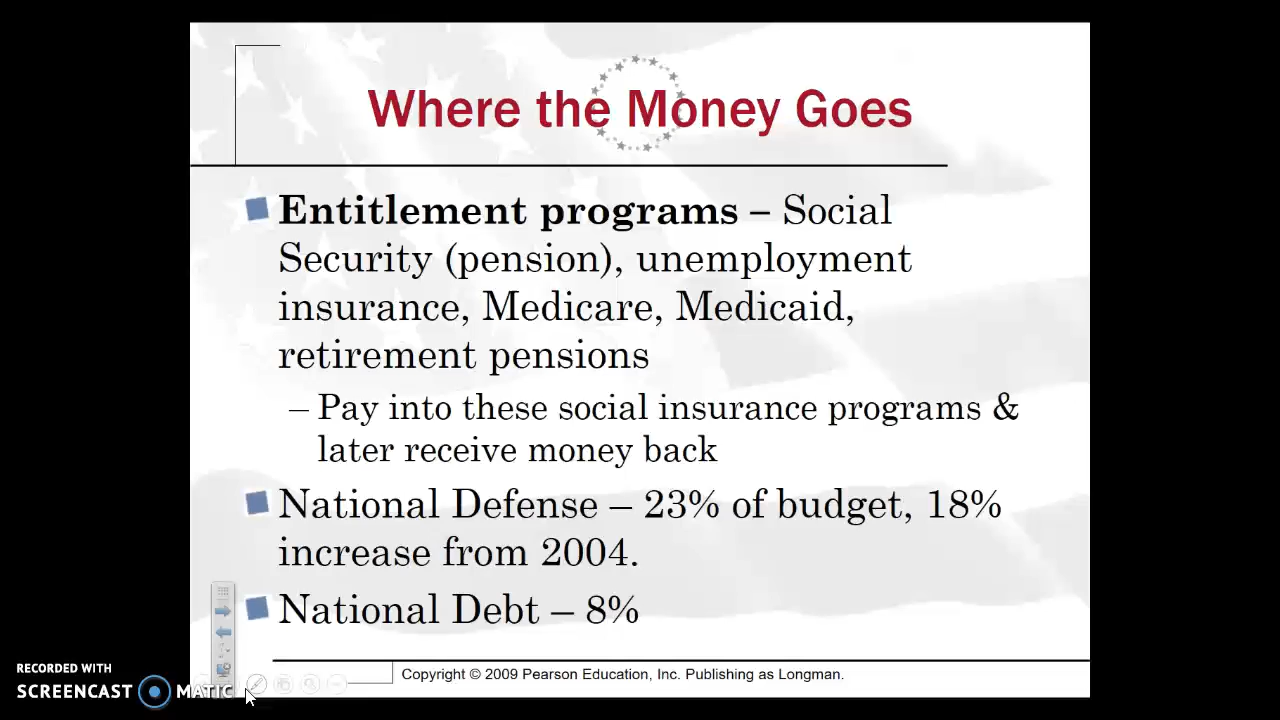 Where the Money Goes
Entitlement programs – Social
Security (pension), unemployment
insurance, Medicare, Medicaid,
retirement pensions
– Pay into these social insurance programs &
later receive money back
National Defense – 23% of budget, 18%
increase from 2004.
National Debt – 8%
Copyright © 2009 Pearson Education, Inc. Publishing as Longman.
RECORDED WITH
SCREENCAST MATIC